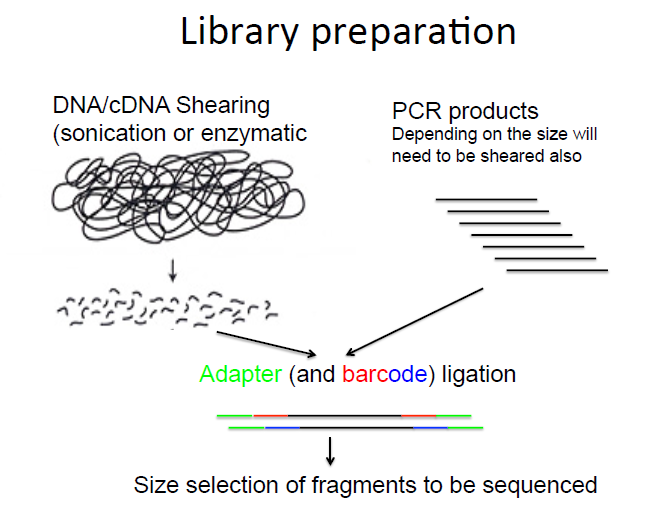 Library preparation
DNA/cDNA Shearing
(sonication or enzymatic
PCR products
Depending on the size will
need to be sheared also
Adapter (and barcode) ligation
Size selection of fragments to be sequenced